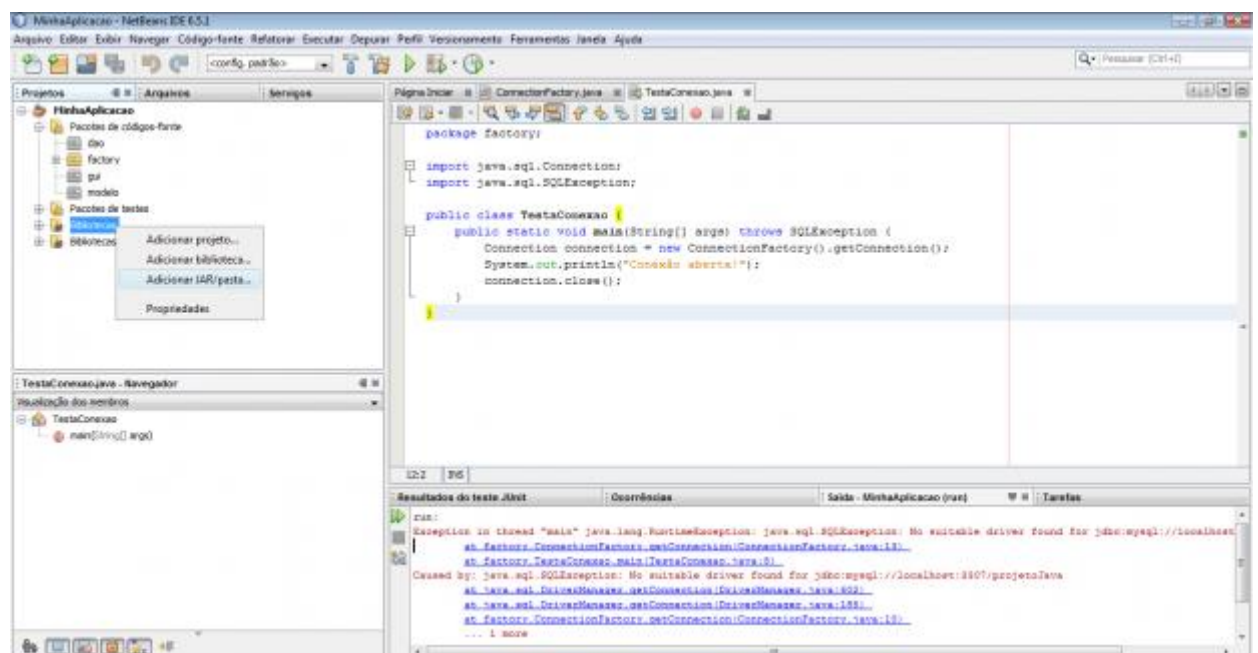 MinhaAplicacao - NetBeans IDE 6.5.1
Arquivo Editar Exibir Navegar Código-fonte Refatorar Executar Depurar Perfil Versionamento Ferramentas Janela Ajuda
<config. padrão>
Pesquisar (Ctrl+I)
Projetos Arquivos Serviços
MinhaAplicacao
Pacotes de códigos-fonte
dao
factory
gui
modelo
Pacotes de testes
Bibliotecas
Bibliotecas
Adicionar projeto...
Adicionar biblioteca...
Adicionar JAR/pasta...
Propriedades
TestaConexao.java - Navegador
Visualização dos membros
TestaConexao
main(String[] args)
Página Iniciar ConnectionFactory.java TestaConexao.java
package factory;
import java.sql.Connection;
import java.sql.SQLException;
public class TestaConexao {
public static void main(String[] args) throws SQLException {
Connection connection = new ConnectionFactory().getConnection();
System.out.println("Conexão aberta!");
connection.close();
}
}
12:2 INS
Resultados do teste JUnit Ocorrências Saída - MinhaAplicacao (run) Tarefas
run:
Exception in thread "main" java.lang.RuntimeException: java.sql.SQLException: No suitable driver found for jdbc:mysql://localhost
at factory.ConnectionFactory.getConnection(ConnectionFactory.java:13)
at factory.TestaConexao.main(TestaConexao.java:8)
Caused by: java.sql.SQLException: No suitable driver found for jdbc:mysql://localhost:3307/projetoJava
at java.sql.DriverManager.getConnection(DriverManager.java:602)
at java.sql.DriverManager.getConnection(DriverManager.java:185)
at factory.ConnectionFactory.getConnection(ConnectionFactory.java:10)
... 1 more